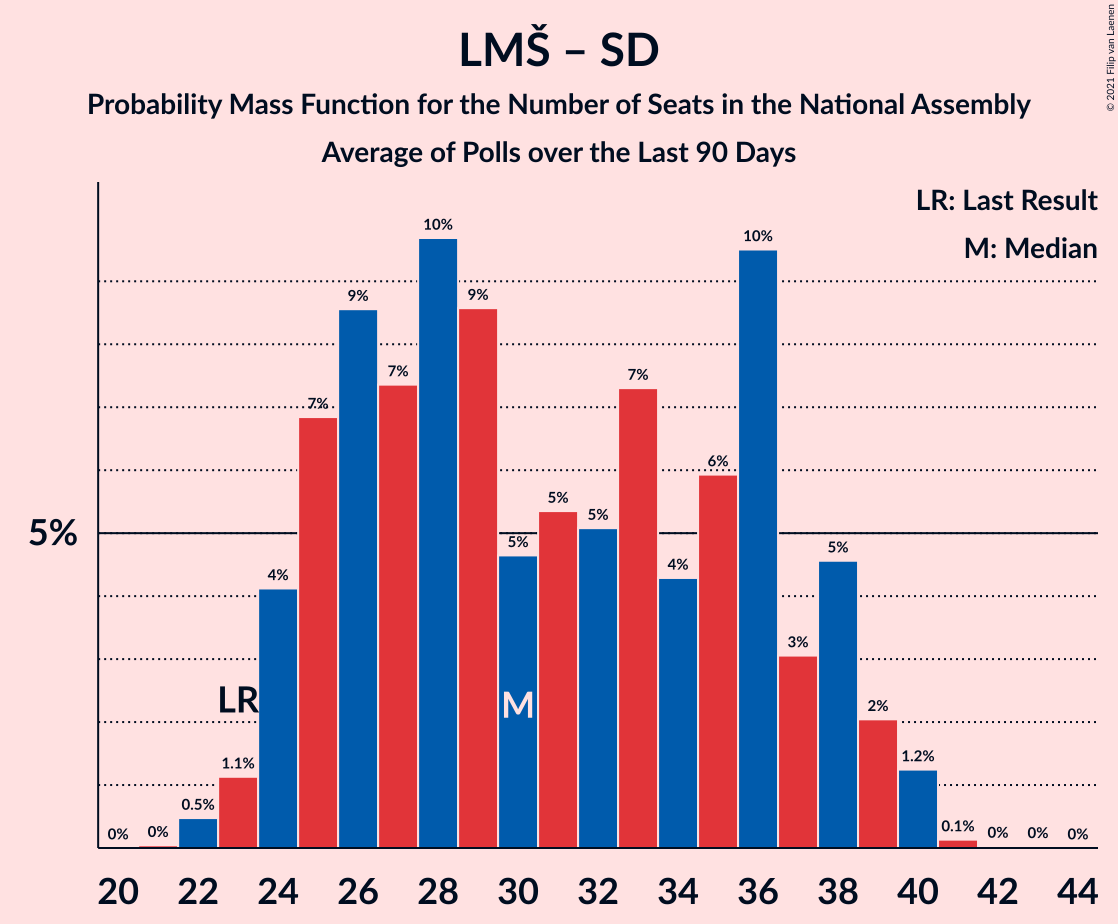 LMŠ – SD
Probability Mass Function for the Number of Seats in the National Assembly
Average of Polls over the Last 90 Days
© 2021 Filip van Laenen
LR: Last Result
M: Median
5%
0%
0%
0.5%
1.1%
4%
7%
9%
7%
10%
9%
5%
5%
5%
7%
4%
6%
10%
3%
5%
2%
1.2%
0.1%
0%
0%
0%
LR
M
20 22 24 26 28 30 32 34 36 38 40 42 44